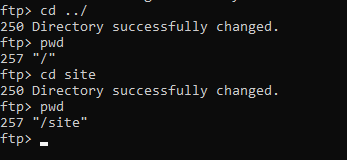 ftp> cd ../
250 Directory successfully changed.
ftp> pwd
257 "/"
ftp> cd site
250 Directory successfully changed.
ftp> pwd
257 "/site"
ftp>